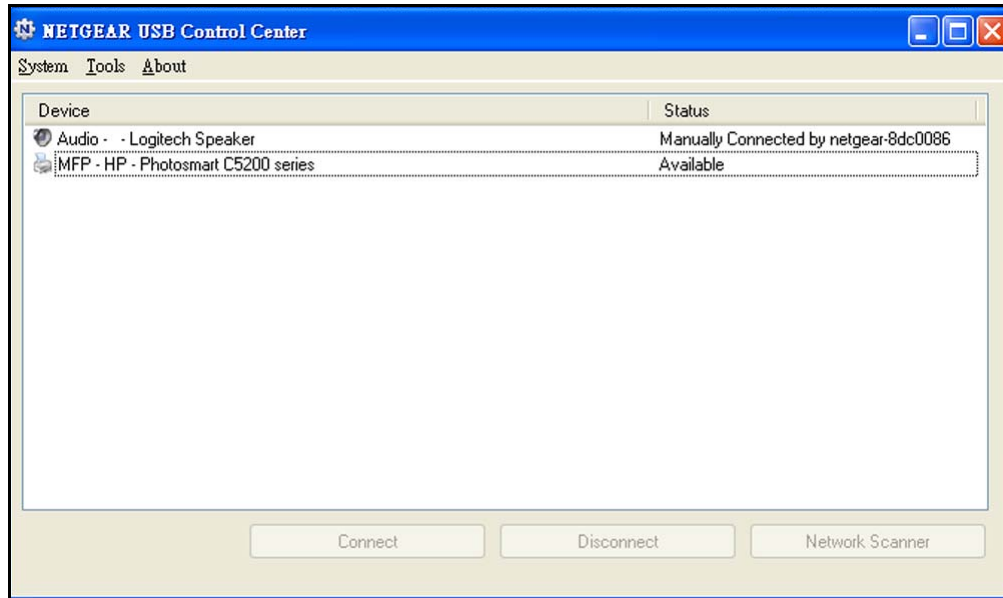 NETGEAR USB Control Center
System Tools About
Device Status
Audio - - Logitech Speaker Manually Connected by netgear-8dc0086
MFP - HP - Photosmart C5200 series Available
Connect Disconnect Network Scanner